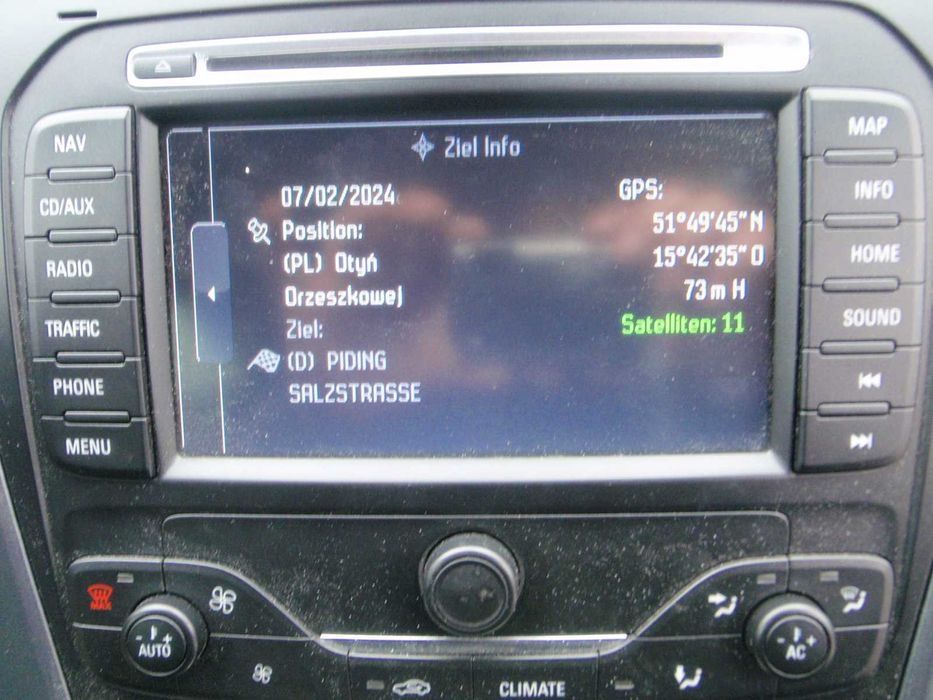 Ziel Info
07/02/2024
GPS:
Position:
51°49'45"N
(PL) Otyń
15°42'35"O
Orzeszkowej
73m H
Ziel:
Satelliten: 11
(D) PIDING
SALZSTRASSE
NAV
CD/AUX
RADIO
TRAFFIC
PHONE
MENU
MAP
INFO
HOME
SOUND
MAX
- +
AUTO
- +
AC
CLIMATE